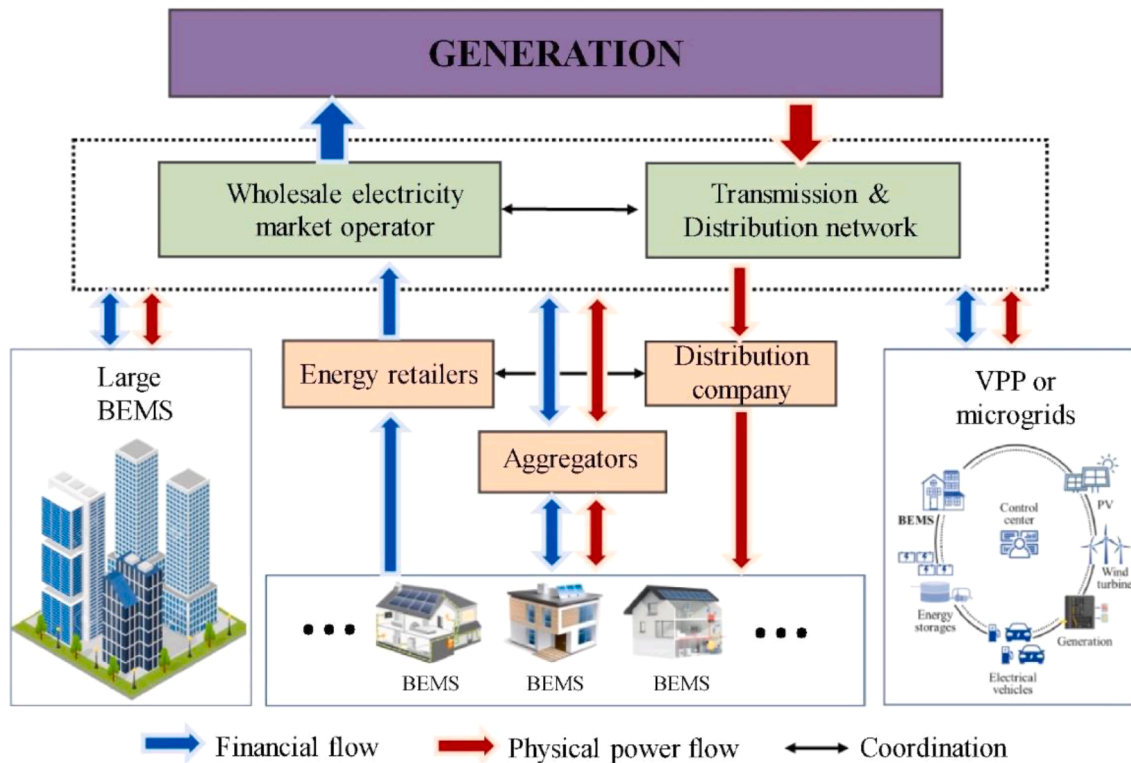 GENERATION
Wholesale electricity
market operator
Transmission &
Distribution network
Large
BEMS
Energy retailers
Distribution
company
Aggregators
VPP or
microgrids
BEMS
PV
Control
center
Wind
turbine
Energy
storages
Generation
Electrical
vehicles
BEMS
BEMS
BEMS
Financial flow
Physical power flow
Coordination